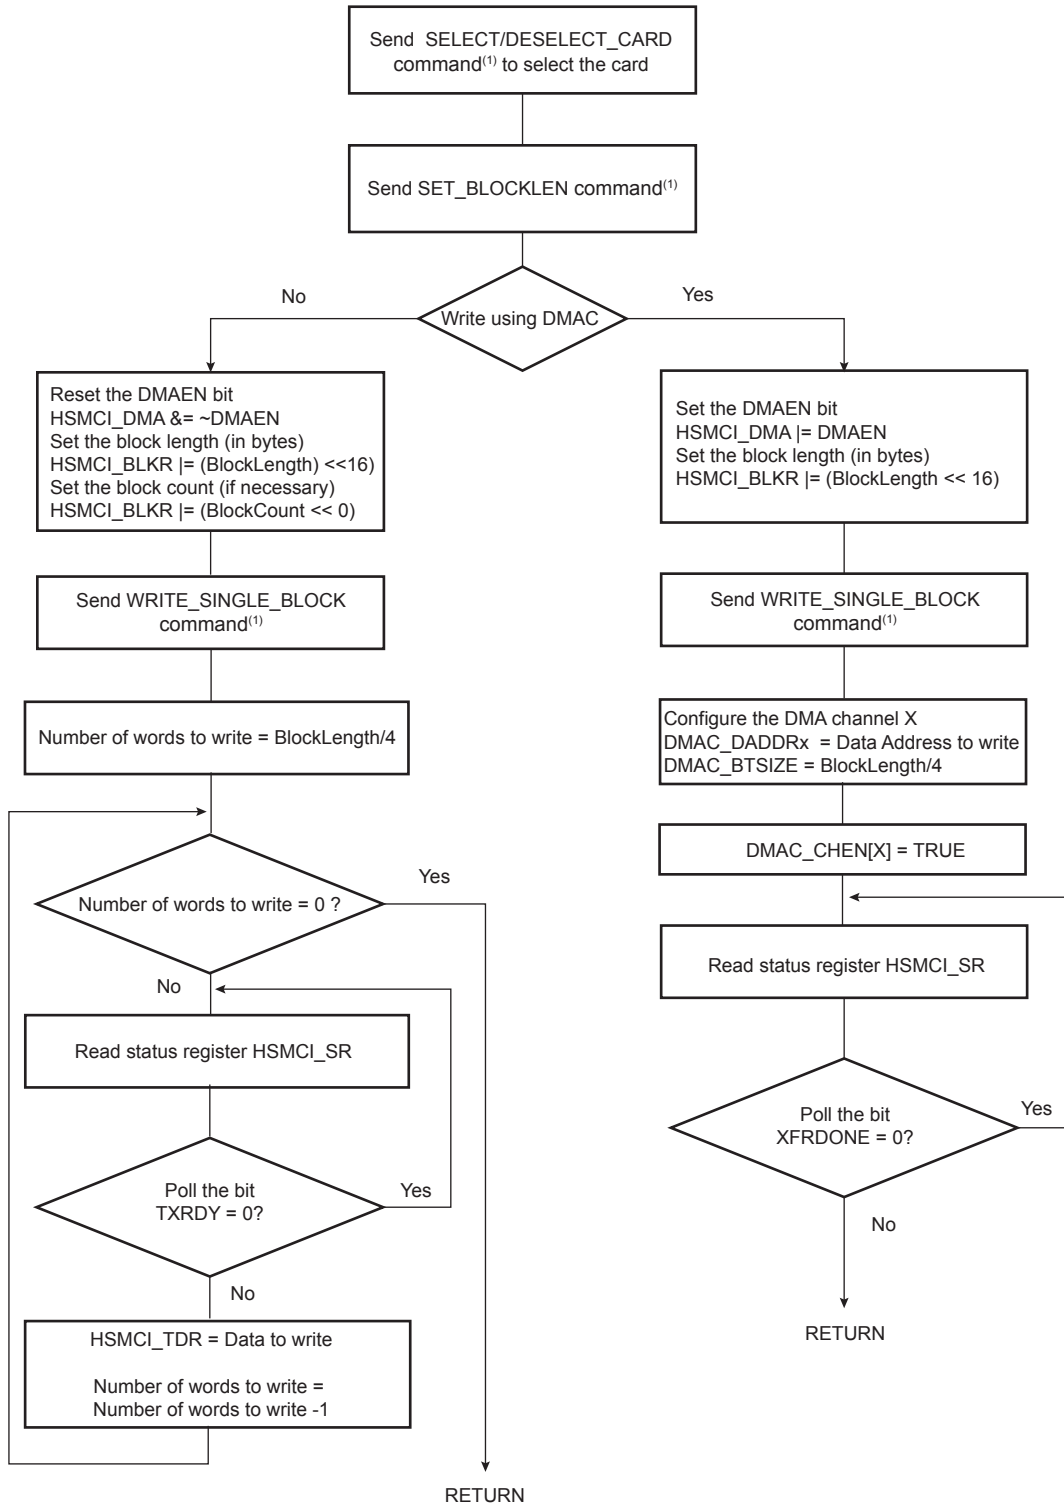 Send SELECT/DESELECT_CARD
command(1) to select the card
Send SET_BLOCKLEN command(1)
No
Yes
Write using DMAC
Reset the DMAEN bit
HSMCI_DMA &= ~DMAEN
Set the block length (in bytes)
HSMCI_BLKR |= (BlockLength) <<16)
Set the block count (if necessary)
HSMCI_BLKR |= (BlockCount << 0)
Send WRITE_SINGLE_BLOCK
command(1)
Number of words to write = BlockLength/4
Number of words to write = 0 ?
Yes
No
Read status register HSMCI_SR
Poll the bit
TXRDY = 0?
Yes
No
HSMCI_TDR = Data to write
Number of words to write =
Number of words to write -1
RETURN
Set the DMAEN bit
HSMCI_DMA |= DMAEN
Set the block length (in bytes)
HSMCI_BLKR |= (BlockLength << 16)
Send WRITE_SINGLE_BLOCK
command(1)
Configure the DMA channel X
DMAC_DADDRx = Data Address to write
DMAC_BTSIZE = BlockLength/4
DMAC_CHEN[X] = TRUE
Read status register HSMCI_SR
Poll the bit
XFRDONE = 0?
Yes
No
RETURN